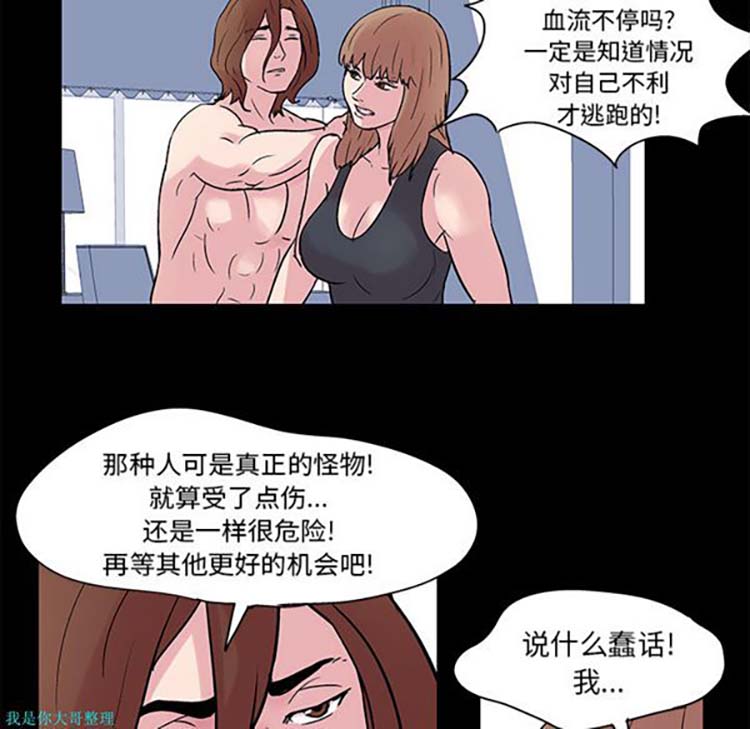 血流不停吗?
一定是知道情况
对自己不利
才逃跑的!
那种人可是真正的怪物!
就算受了点伤...
还是一样很危险!
再等其他更好的机会吧!
说什么蠢话!
我...
我是你大哥整理